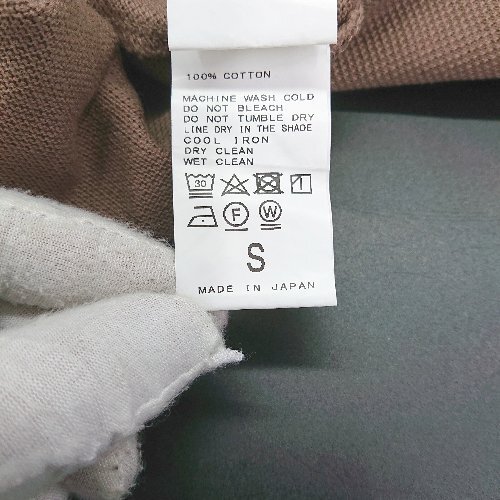 100% COTTON
MACHINE WASH COLD
DO NOT BLEACH
DO NOT TUMBLE DRY
LINE DRY IN THE SHADE
COOL IRON
DRY CLEAN
WET CLEAN
30
F W
S
MADE IN JAPAN